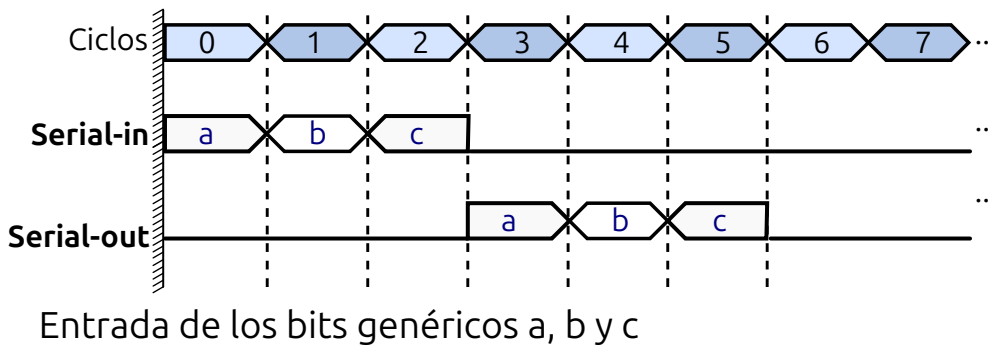 Ciclos 0 1 2 3 4 5 6 7 ..
Serial-in a b c ..
Serial-out a b c ..
Entrada de los bits genéricos a, b y c